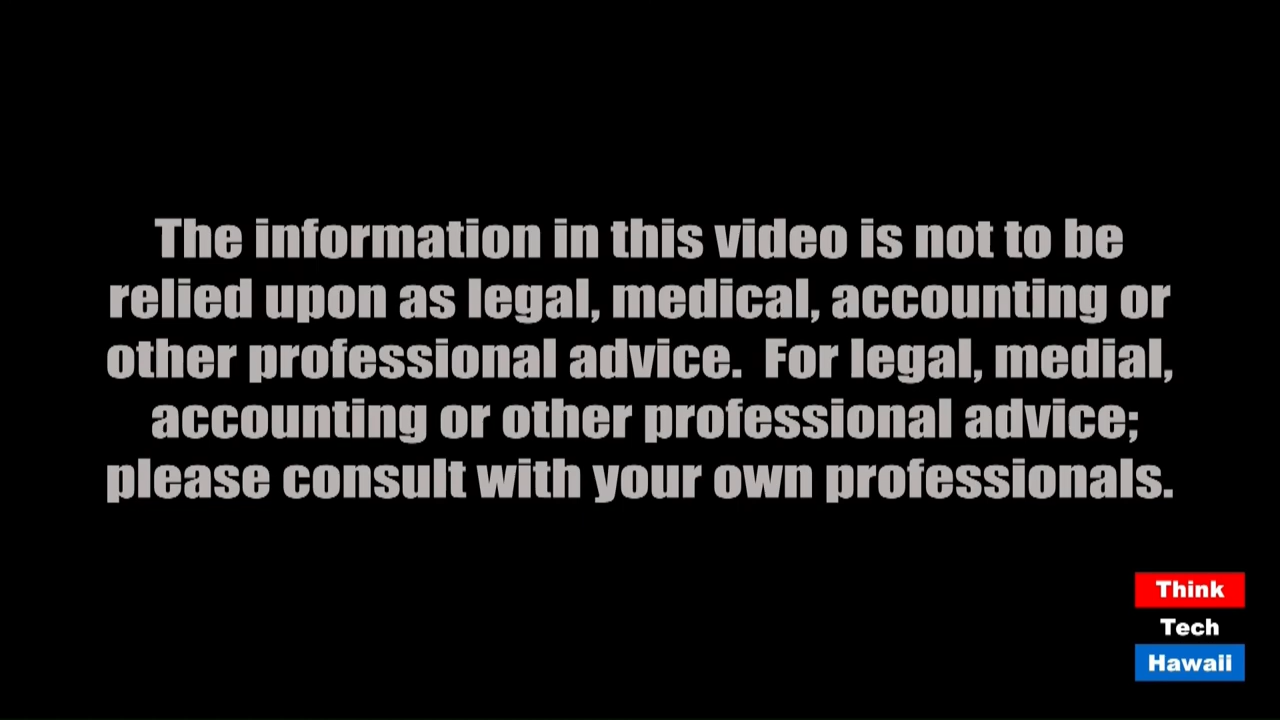 The information in this video is not to be
relied upon as legal, medical, accounting or
other professional advice.  For legal, medial,
accounting or other professional advice;
please consult with your own professionals.
Think
Tech
Hawaii